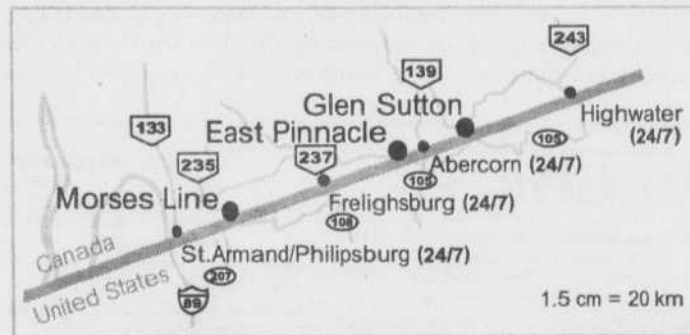 243
139
Glen Sutton
133
East Pinnacle
Highwater
(24/7)
105
235
237
Abercorn (24/7)
105
Morses Line
Frelighsburg (24/7)
108
Canada
St.Armand/Philipsburg (24/7)
207
United States
89
1.5 cm = 20 km